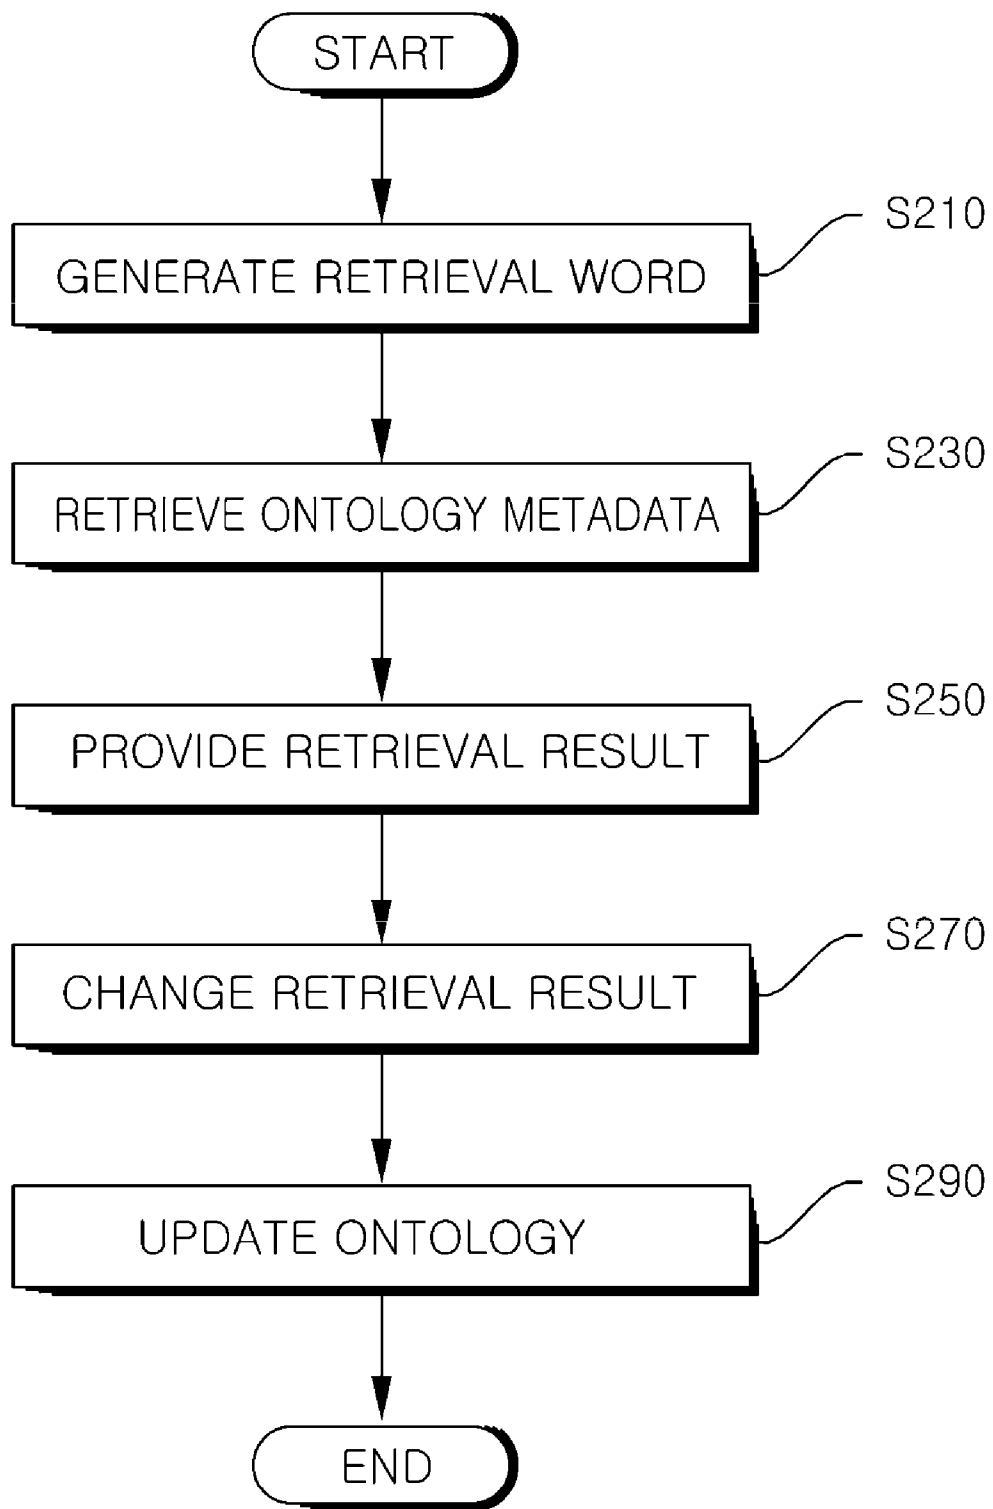 START
GENERATE RETRIEVAL WORD
S210
RETRIEVE ONTOLOGY METADATA
S230
PROVIDE RETRIEVAL RESULT
S250
CHANGE RETRIEVAL RESULT
S270
UPDATE ONTOLOGY
S290
END